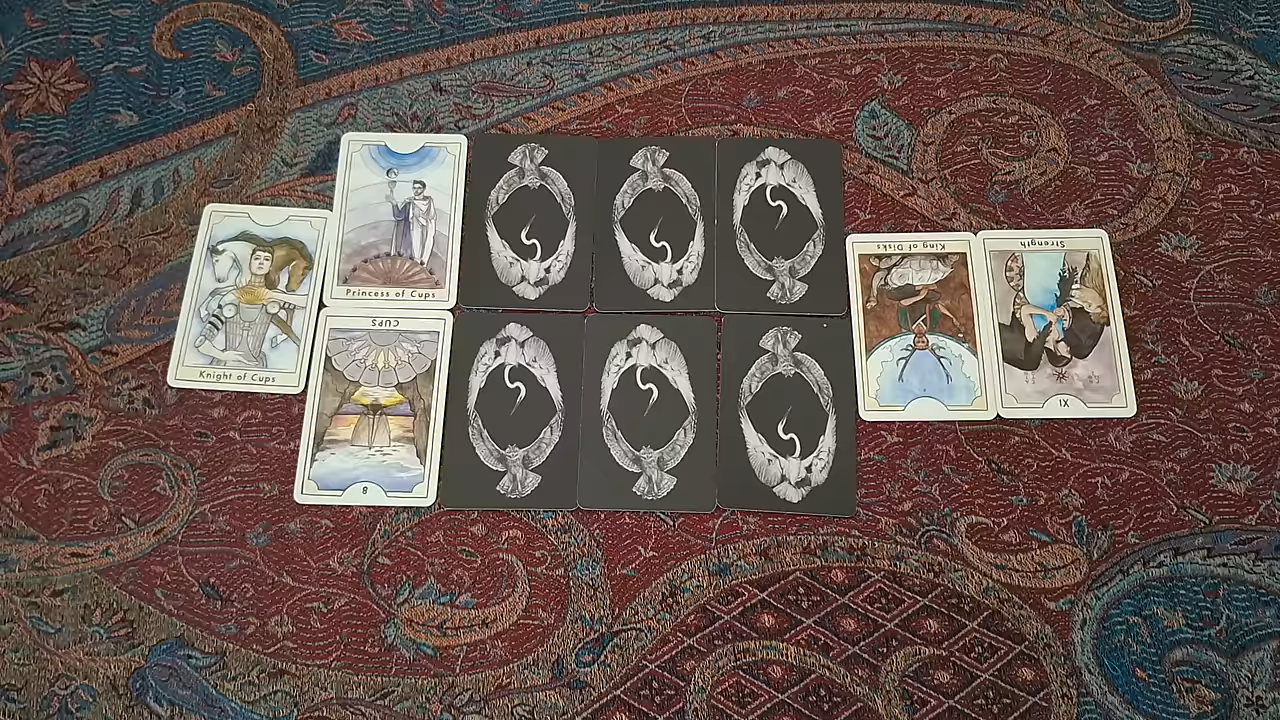 Knight of Cups
Princess of Cups
CUPS
8
King of Disks
Strength
XI